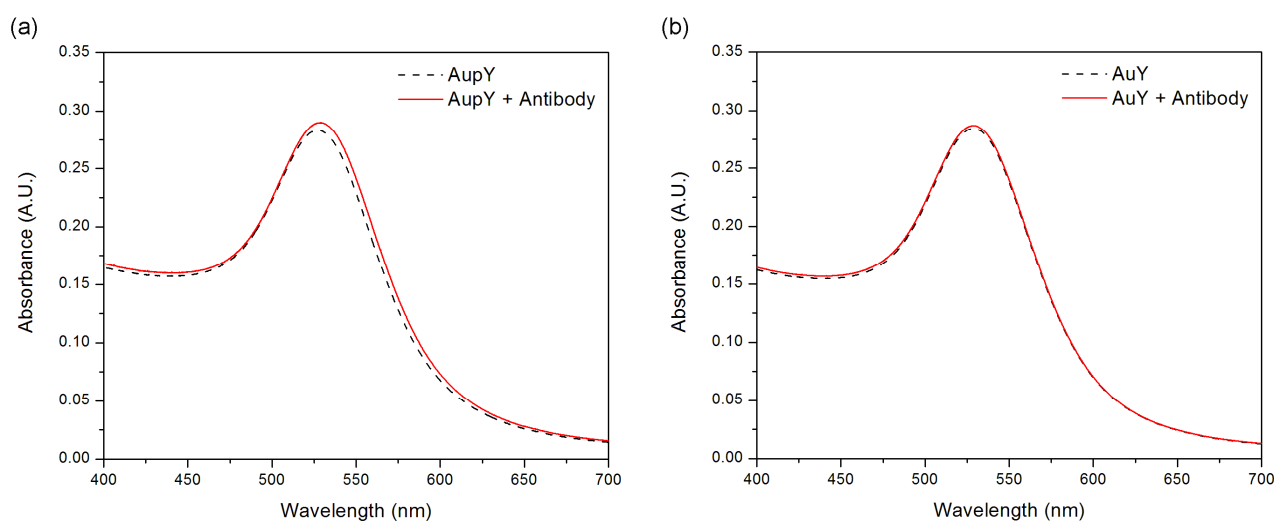 (a)
0.35
0.30
0.25
0.20
0.15
0.10
0.05
0.00
Absorbance (A.U.)
AupY
AupY + Antibody
400 450 500 550 600 650 700
Wavelength (nm)
(b)
0.35
0.30
0.25
0.20
0.15
0.10
0.05
0.00
Absorbance (A.U.)
AuY
AuY + Antibody
400 450 500 550 600 650 700
Wavelength (nm)